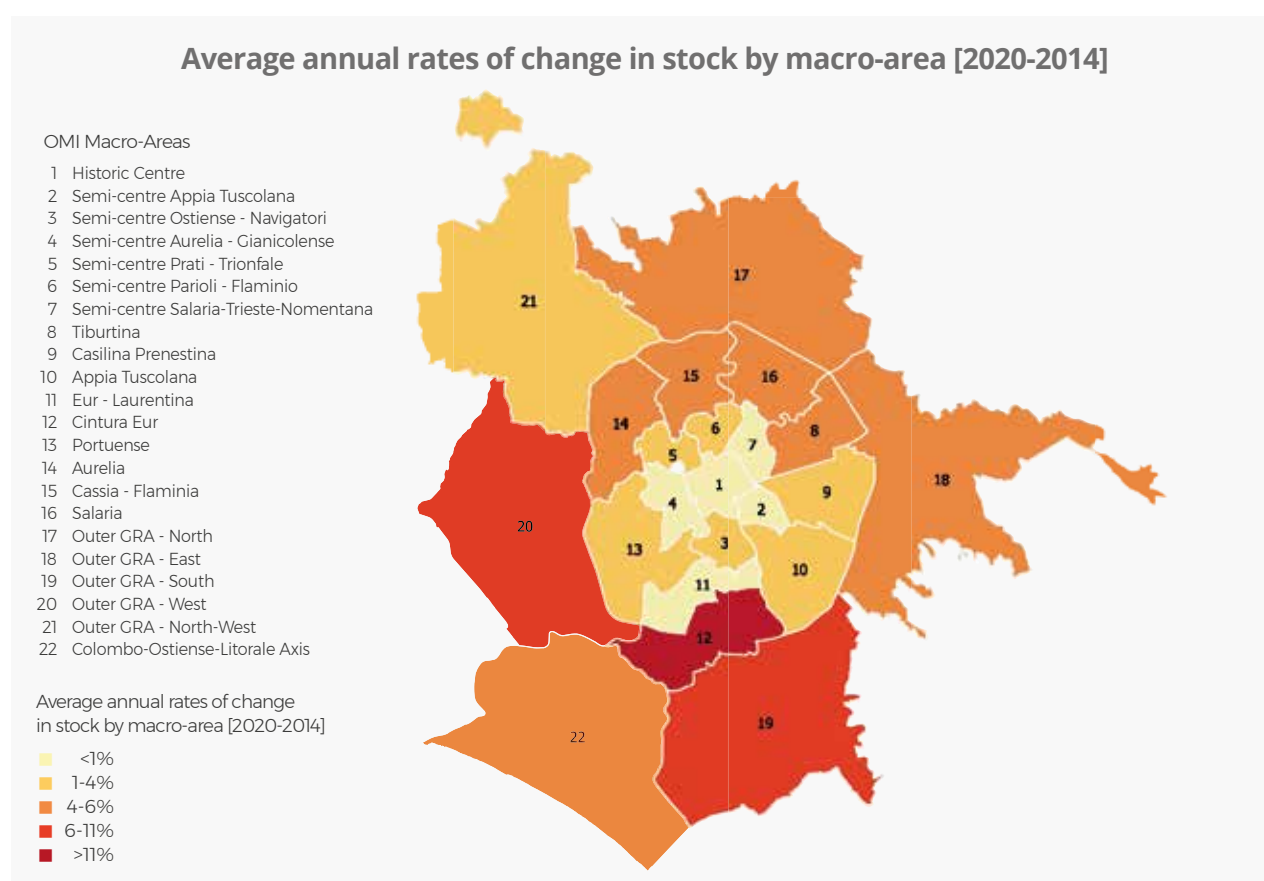 Average annual rates of change in stock by macro-area [2020-2014]
OMI Macro-Areas
1 Historic Centre
2 Semi-centre Appia Tuscolana
3 Semi-centre Ostiense - Navigatori
4 Semi-centre Aurelia - Gianicolense
5 Semi-centre Prati - Trionfale
6 Semi-centre Parioli - Flaminio
7 Semi-centre Salaria-Trieste-Nomentana
8 Tiburtina
9 Casilina Prenestina
10 Appia Tuscolana
11 Eur - Laurentina
12 Cintura Eur
13 Portuense
14 Aurelia
15 Cassia - Flaminia
16 Salaria
17 Outer GRA - North
18 Outer GRA - East
19 Outer GRA - South
20 Outer GRA - West
21 Outer GRA - North-West
22 Colombo-Ostiense-Litorale Axis
Average annual rates of change
in stock by macro-area [2020-2014]
<1%
1-4%
4-6%
6-11%
>11%
17
21
15
16
14
6
8
7
5
18
1
9
4
2
20
3
13
10
11
12
19
22